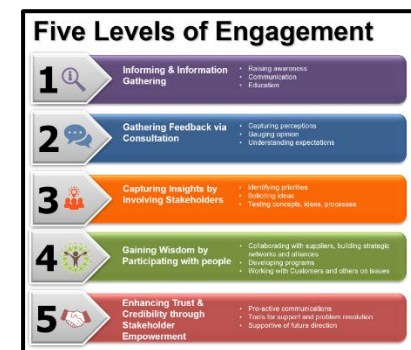 Five Levels of Engagement
1
Informing & Information
Gathering
• Raising awareness
• Communication
• Education
2
Gathering Feedback via
Consultation
• Capturing perceptions
• Gauging opinion
• Understanding expectations
3
Capturing Insights by
Involving Stakeholders
• Identifying priorities
• Soliciting ideas
• Testing concepts, ideas, processes
4
Gaining Wisdom by
Participating with people
• Collaborating with suppliers, building strategic
networks and alliances
• Developing programs
• Working with Customers and others on issues
5
Enhancing Trust &
Credibility through
Stakeholder
Empowerment
• Pro-active communications
• Tools for support and problem resolution
• Supportive of future direction